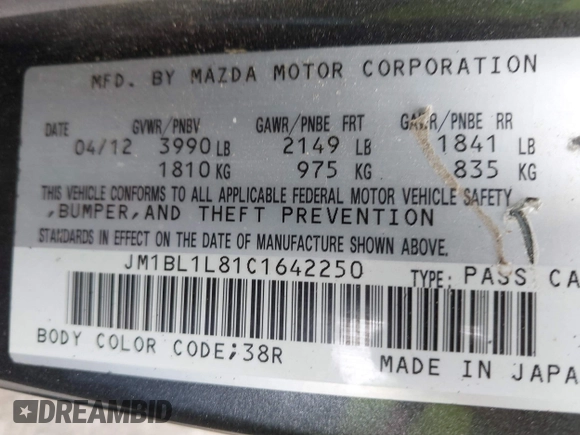 MFD. BY MAZDA MOTOR CORPORATION
DATE GVWR/PNBV GAWR/PNBE FRT GAWR/PNBE RR
04/12 3990 LB 2149 LB 1841 LB
1810 KG 975 KG 835 KG
THIS VEHICLE CONFORMS TO ALL APPLICABLE FEDERAL MOTOR VEHICLE SAFETY
,BUMPER,AND THEFT PREVENTION
STANDARDS IN EFFECT ON THE DATE OF MANUFACTURE SHOWN ABOVE.
JM1BL1L81C1642250 TYPE: PASS CA
BODY COLOR CODE;38R MADE IN JAPA
DREAMBID